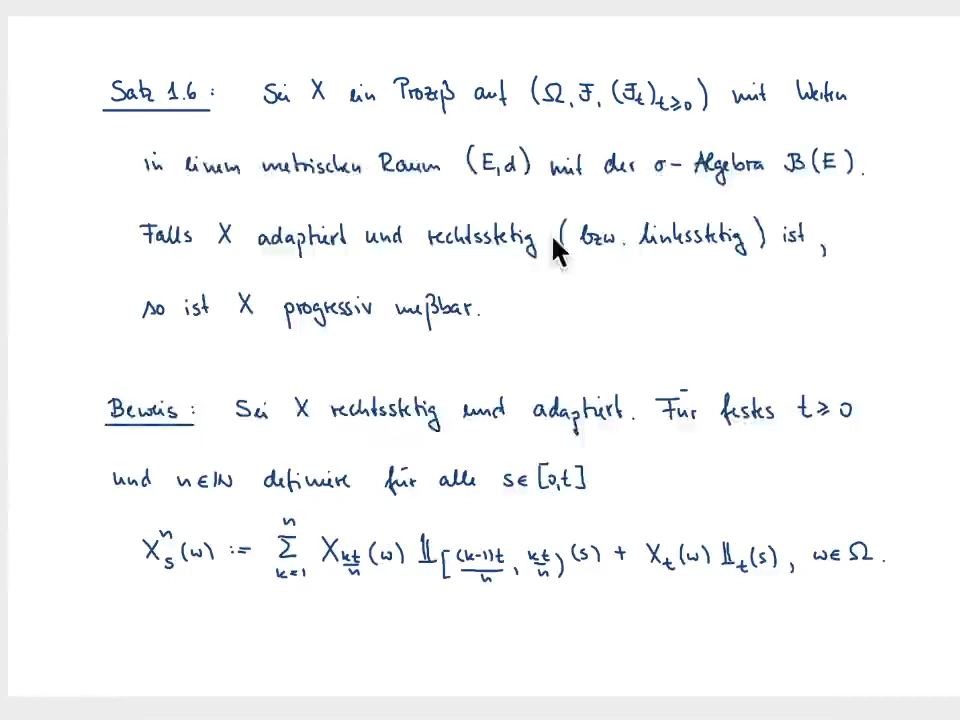 Satz 1.6: Sei X ein Prozeß auf (Ω, ℱ, (ℱ_t)_{t≥0}) mit Werten
in einem metrischen Raum (E,d) mit der σ-Algebra ℬ(E).
Falls X adaptiert und rechtsstetig (bzw. linksstetig) ist,
so ist X progressiv meßbar.
Beweis: Sei X rechtsstetig und adaptiert. Für festes t ≥ 0
und n∈ℕ definiere für alle s∈[0,t]
X_s^n(ω) := Σ_{k=1}^n X_{kt/n}(ω) 𝟙_{[(k-1)t/n, kt/n)}(s) + X_t(ω) 𝟙_t(s), ω∈Ω.